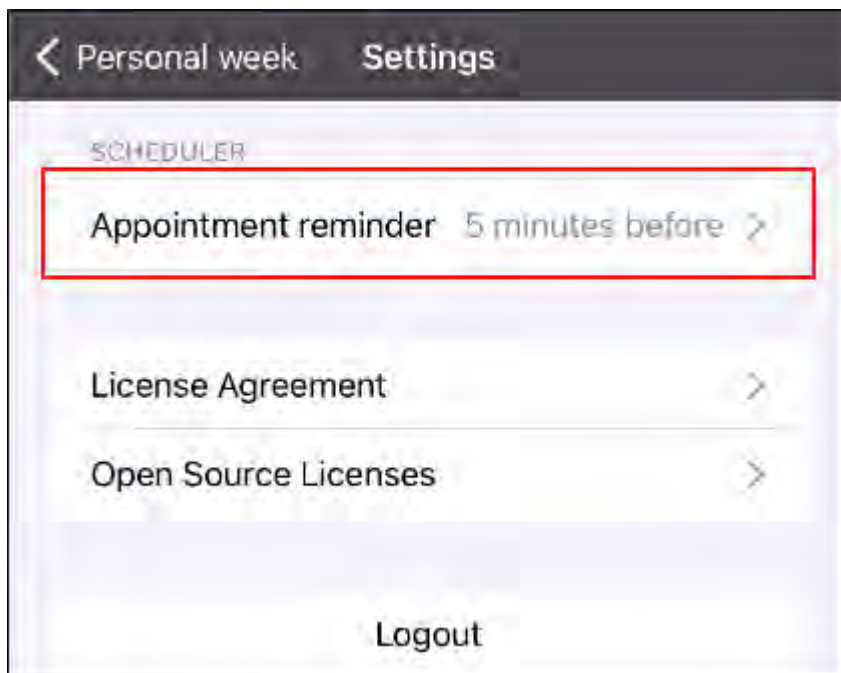 Personal week Settings
SCHEDULER
Appointment reminder 5 minutes before
License Agreement
Open Source Licenses
Logout